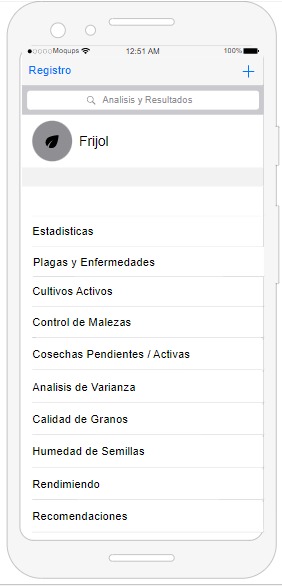 Moqups 12:51 AM 100%
Registro +
Analisis y Resultados
Frijol
Estadisticas
Plagas y Enfermedades
Cultivos Activos
Control de Malezas
Cosechas Pendientes / Activas
Analisis de Varianza
Calidad de Granos
Humedad de Semillas
Rendimiento
Recomendaciones